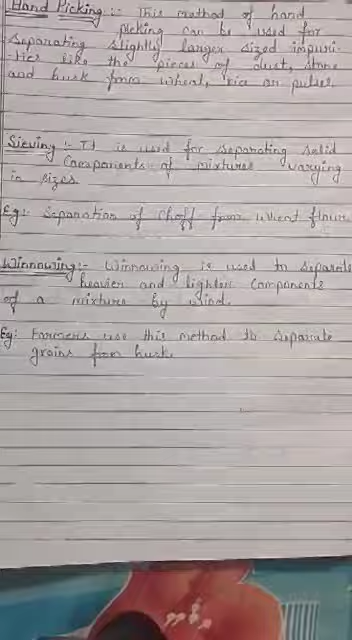 Hand Picking :- This method of hand
picking can be used for
separating slightly larger sized impuri-
ties like the pieces of dust, stone
and husk from wheat, rice or pulses.
Sieving :- It is used for separating solid
Components of mixtures varying
in sizes
Eg:- Separation of Chaff from wheat flour
Winnowing :- Winnowing is used to separate
heavier and lighter components
of a mixture by wind.
Eg: Farmers use this method to separate
grains from husk.